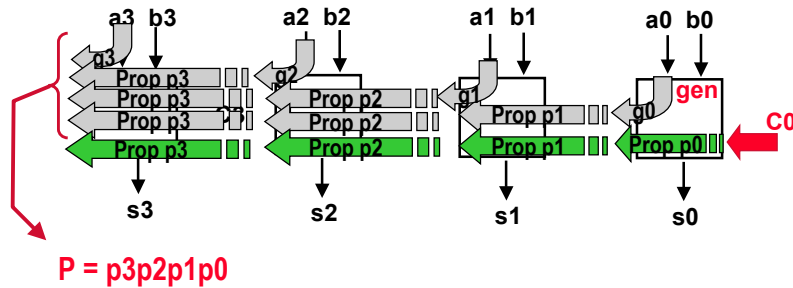 a3 b3 a2 b2 a1 b1 a0 b0
g3 g2 g1 g0 gen
Prop p3
Prop p3 Prop p2
Prop p3 Prop p2 Prop p1
Prop p3 Prop p2 Prop p1 Prop p0 C0
s3 s2 s1 s0
P = p3p2p1p0